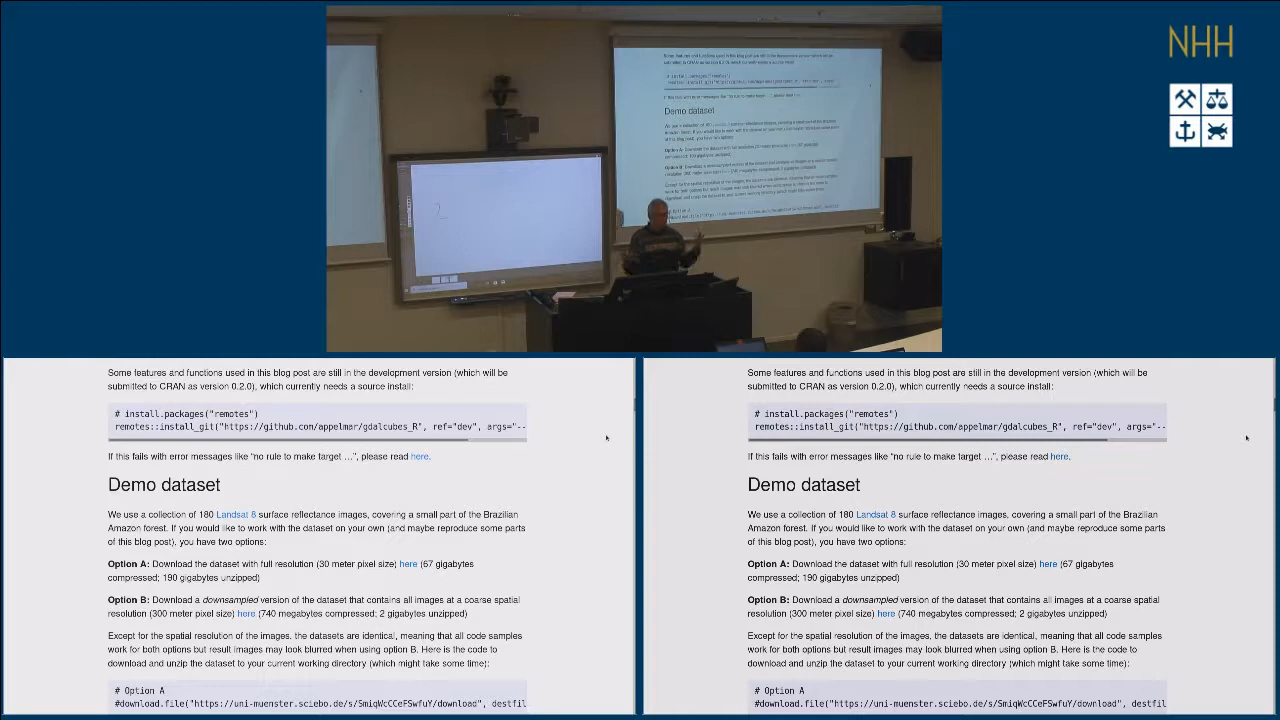 NHH
Some features and functions used in this blog post are still in the development version (which will be
submitted to CRAN as version 0.2.0), which currently needs a source install:
# install.packages("remotes")
remotes::install_git("https://github.com/appelmar/gdalcubes_R", ref="dev", args="--
If this fails with error messages like “no rule to make target …”, please read here.
Demo dataset
We use a collection of 180 Landsat 8 surface reflectance images, covering a small part of the Brazilian
Amazon forest. If you would like to work with the dataset on your own (and maybe reproduce some parts
of this blog post), you have two options:
Option A: Download the dataset with full resolution (30 meter pixel size) here (67 gigabytes
compressed; 190 gigabytes unzipped)
Option B: Download a downsampled version of the dataset that contains all images at a coarse spatial
resolution (300 meter pixel size) here (740 megabytes compressed; 2 gigabytes unzipped)
Except for the spatial resolution of the images, the datasets are identical, meaning that all code samples
work for both options but result images may look blurred when using option B. Here is the code to
download and unzip the dataset to your current working directory (which might take some time):
# Option A
#download.file("https://uni-muenster.sciebo.de/s/SmiqWcCCeFSwfuY/download", destfil
Some features and functions used in this blog post are still in the development version (which will be
submitted to CRAN as version 0.2.0), which currently needs a source install:
# install.packages("remotes")
remotes::install_git("https://github.com/appelmar/gdalcubes_R", ref="dev", args="--
If this fails with error messages like “no rule to make target …”, please read here.
Demo dataset
We use a collection of 180 Landsat 8 surface reflectance images, covering a small part of the Brazilian
Amazon forest. If you would like to work with the dataset on your own (and maybe reproduce some parts
of this blog post), you have two options:
Option A: Download the dataset with full resolution (30 meter pixel size) here (67 gigabytes
compressed; 190 gigabytes unzipped)
Option B: Download a downsampled version of the dataset that contains all images at a coarse spatial
resolution (300 meter pixel size) here (740 megabytes compressed; 2 gigabytes unzipped)
Except for the spatial resolution of the images, the datasets are identical, meaning that all code samples
work for both options but result images may look blurred when using option B. Here is the code to
download and unzip the dataset to your current working directory (which might take some time):
# Option A
#download.file("https://uni-muenster.sciebo.de/s/SmiqWcCCeFSwfuY/download", destfil
Demo dataset